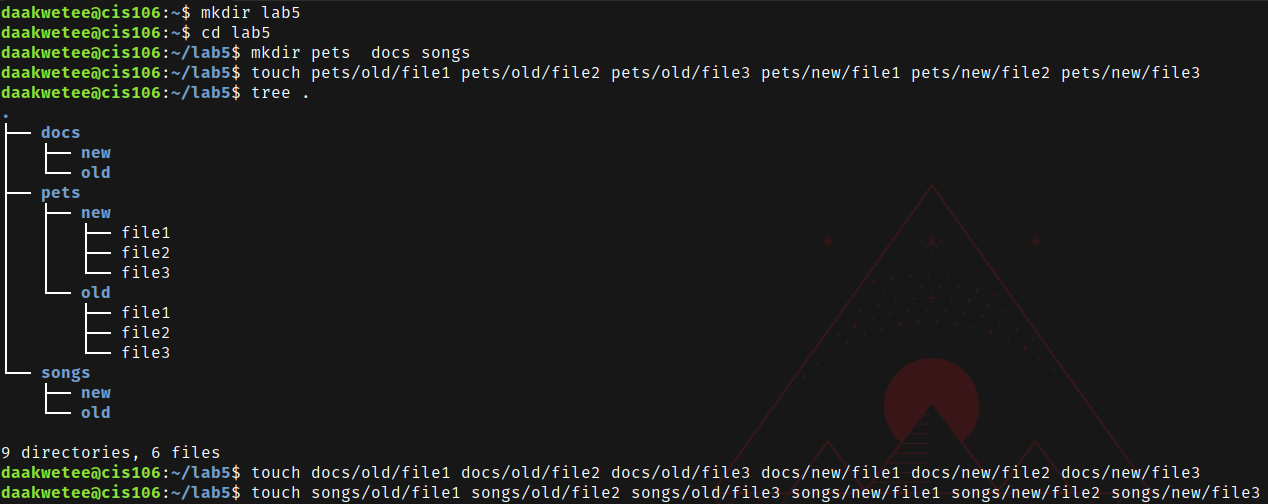 daakwetee@cis106:~$ mkdir lab5
daakwetee@cis106:~$ cd lab5
daakwetee@cis106:~/lab5$ mkdir pets  docs songs
daakwetee@cis106:~/lab5$ touch pets/old/file1 pets/old/file2 pets/old/file3 pets/new/file1 pets/new/file2 pets/new/file3
daakwetee@cis106:~/lab5$ tree .
.
├── docs
│   ├── new
│   └── old
├── pets
│   ├── new
│   │   ├── file1
│   │   ├── file2
│   │   └── file3
│   └── old
│       ├── file1
│       ├── file2
│       └── file3
└── songs
    ├── new
    └── old

9 directories, 6 files
daakwetee@cis106:~/lab5$ touch docs/old/file1 docs/old/file2 docs/old/file3 docs/new/file1 docs/new/file2 docs/new/file3
daakwetee@cis106:~/lab5$ touch songs/old/file1 songs/old/file2 songs/old/file3 songs/new/file1 songs/new/file2 songs/new/file3